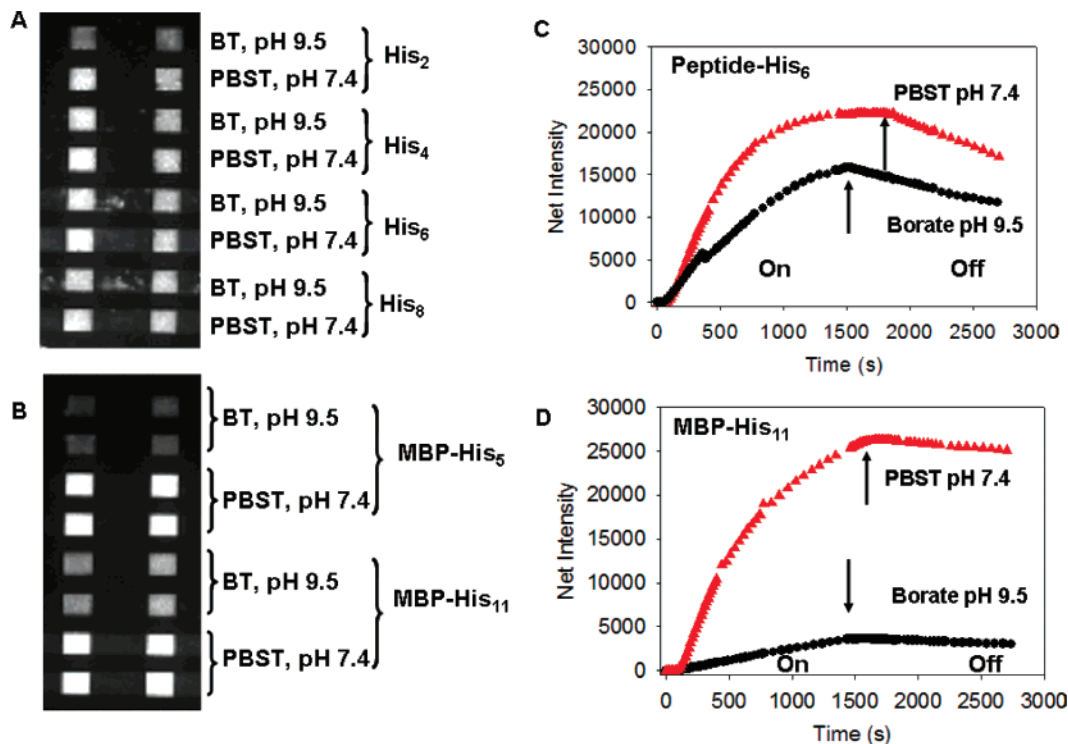 A
BT, pH 9.5
PBST, pH 7.4
His2
BT, pH 9.5
PBST, pH 7.4
His4
BT, pH 9.5
PBST, pH 7.4
His6
BT, pH 9.5
PBST, pH 7.4
His8
B
BT, pH 9.5
PBST, pH 7.4
MBP-His5
BT, pH 9.5
PBST, pH 7.4
MBP-His11
C
Peptide-His6
PBST pH 7.4
Borate pH 9.5
On
Off
Net Intensity
30000
25000
20000
15000
10000
5000
0
0 500 1000 1500 2000 2500 3000
Time (s)
D
MBP-His11
PBST pH 7.4
Borate pH 9.5
On
Off
Net Intensity
30000
25000
20000
15000
10000
5000
0
0 500 1000 1500 2000 2500 3000
Time (s)